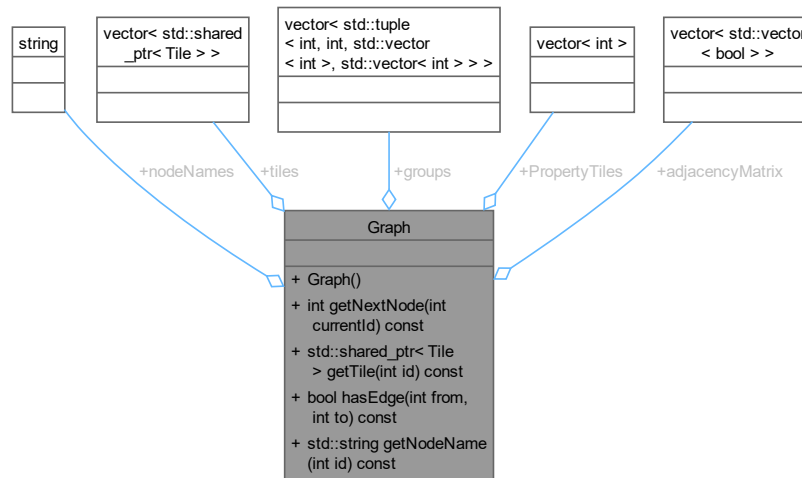 string
vector< std::shared
_ptr< Tile > >
vector< std::tuple
< int, int, std::vector
< int >, std::vector< int > > >
vector< int >
vector< std::vector
< bool > >
+nodeNames
+tiles
+groups
+PropertyTiles
+adjacencyMatrix
Graph
+ Graph()
+ int getNextNode(int
currentId) const
+ std::shared_ptr< Tile
> getTile(int id) const
+ bool hasEdge(int from,
int to) const
+ std::string getNodeName
(int id) const